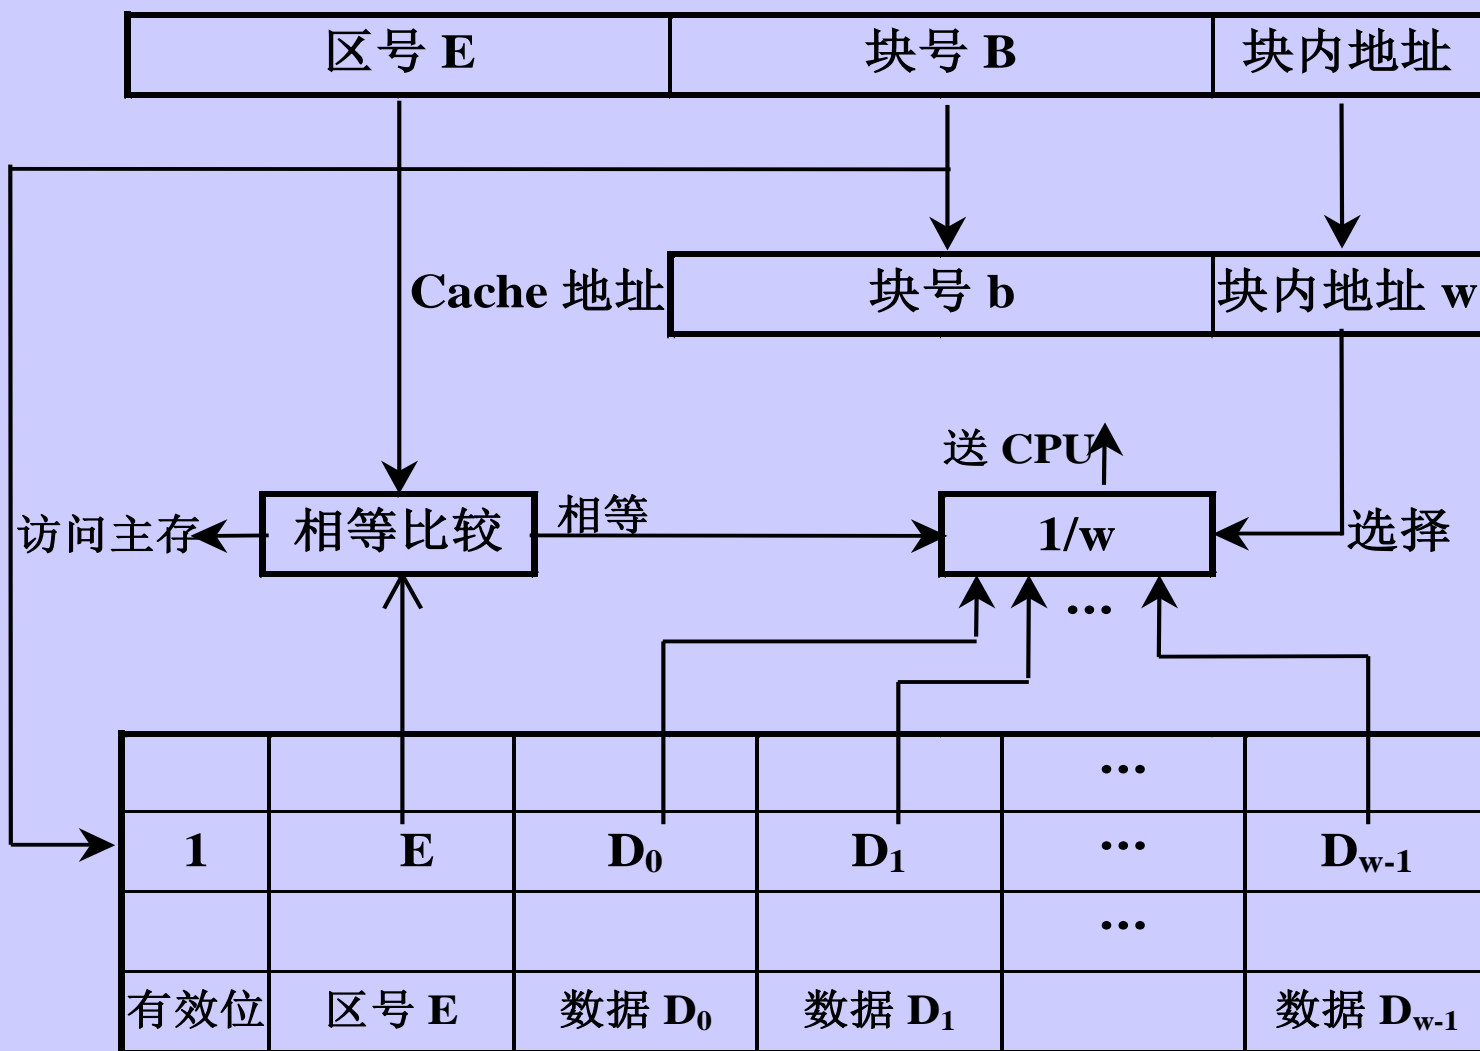 区号 E 块号 B 块内地址
Cache 地址 块号 b 块内地址 w
送 CPU
访问主存 相等比较 相等 1/w 选择
...
...
1 E D₀ D₁ ... D_{w-1}
...
有效位 区号 E 数据 D₀ 数据 D₁ 数据 D_{w-1}